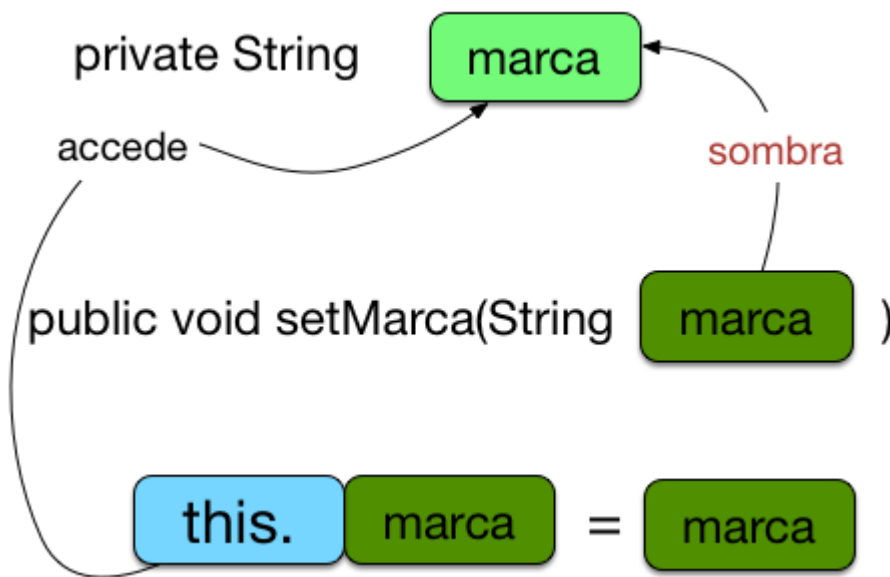 private String marca
accede
sombra
public void setMarca(String marca )
this. marca = marca